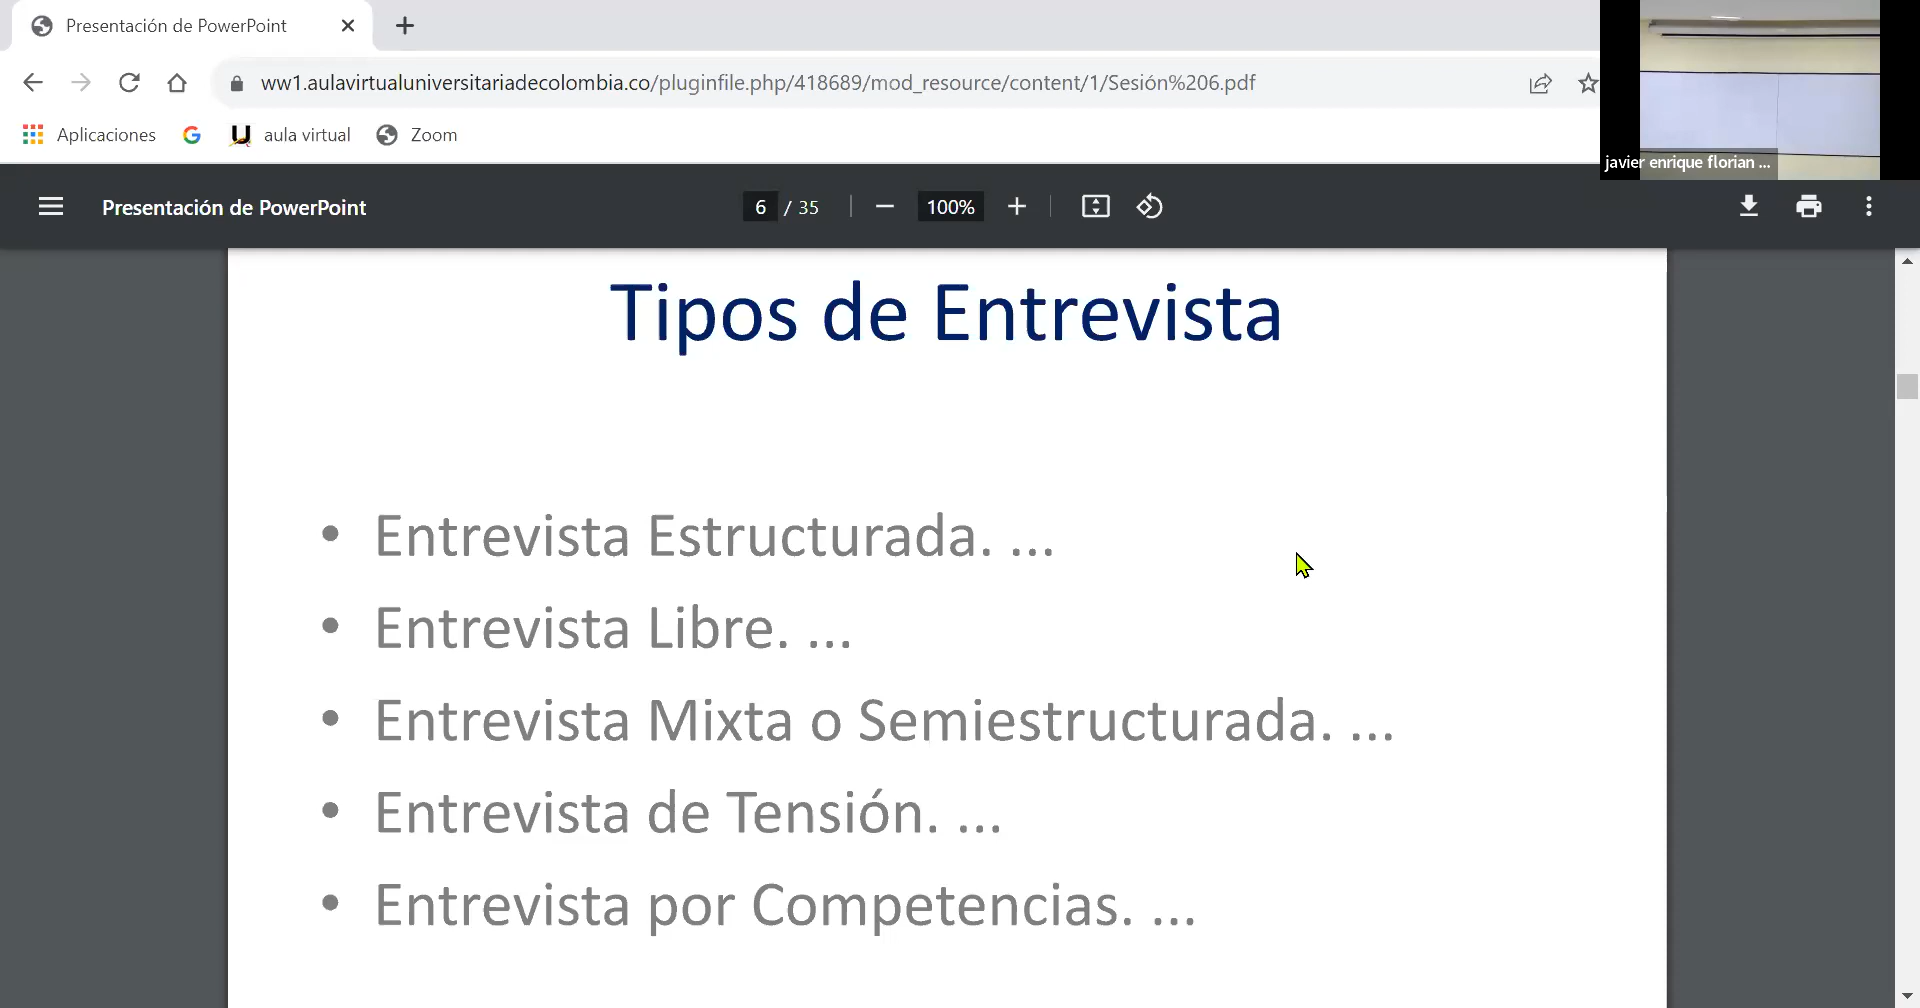 Presentación de PowerPoint
ww1.aulavirtualuniversitariadecolombia.co/pluginfile.php/418689/mod_resource/content/1/Sesión%206.pdf
Aplicaciones
aula virtual
Zoom
javier enrique florian ...
Presentación de PowerPoint
6 / 35
100%
Tipos de Entrevista
• Entrevista Estructurada. ...
• Entrevista Libre. ...
• Entrevista Mixta o Semiestructurada. ...
• Entrevista de Tensión. ...
• Entrevista por Competencias. ...